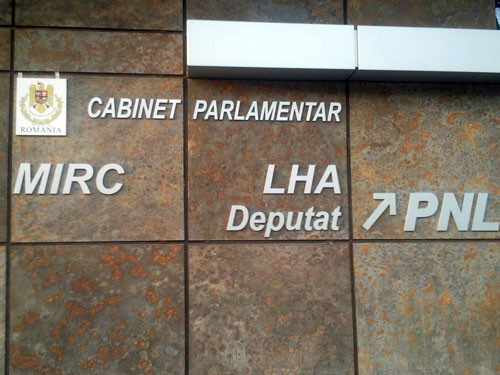 ROMANIA
CABINET PARLAMENTAR
MIRC LHA
Deputat
PNL